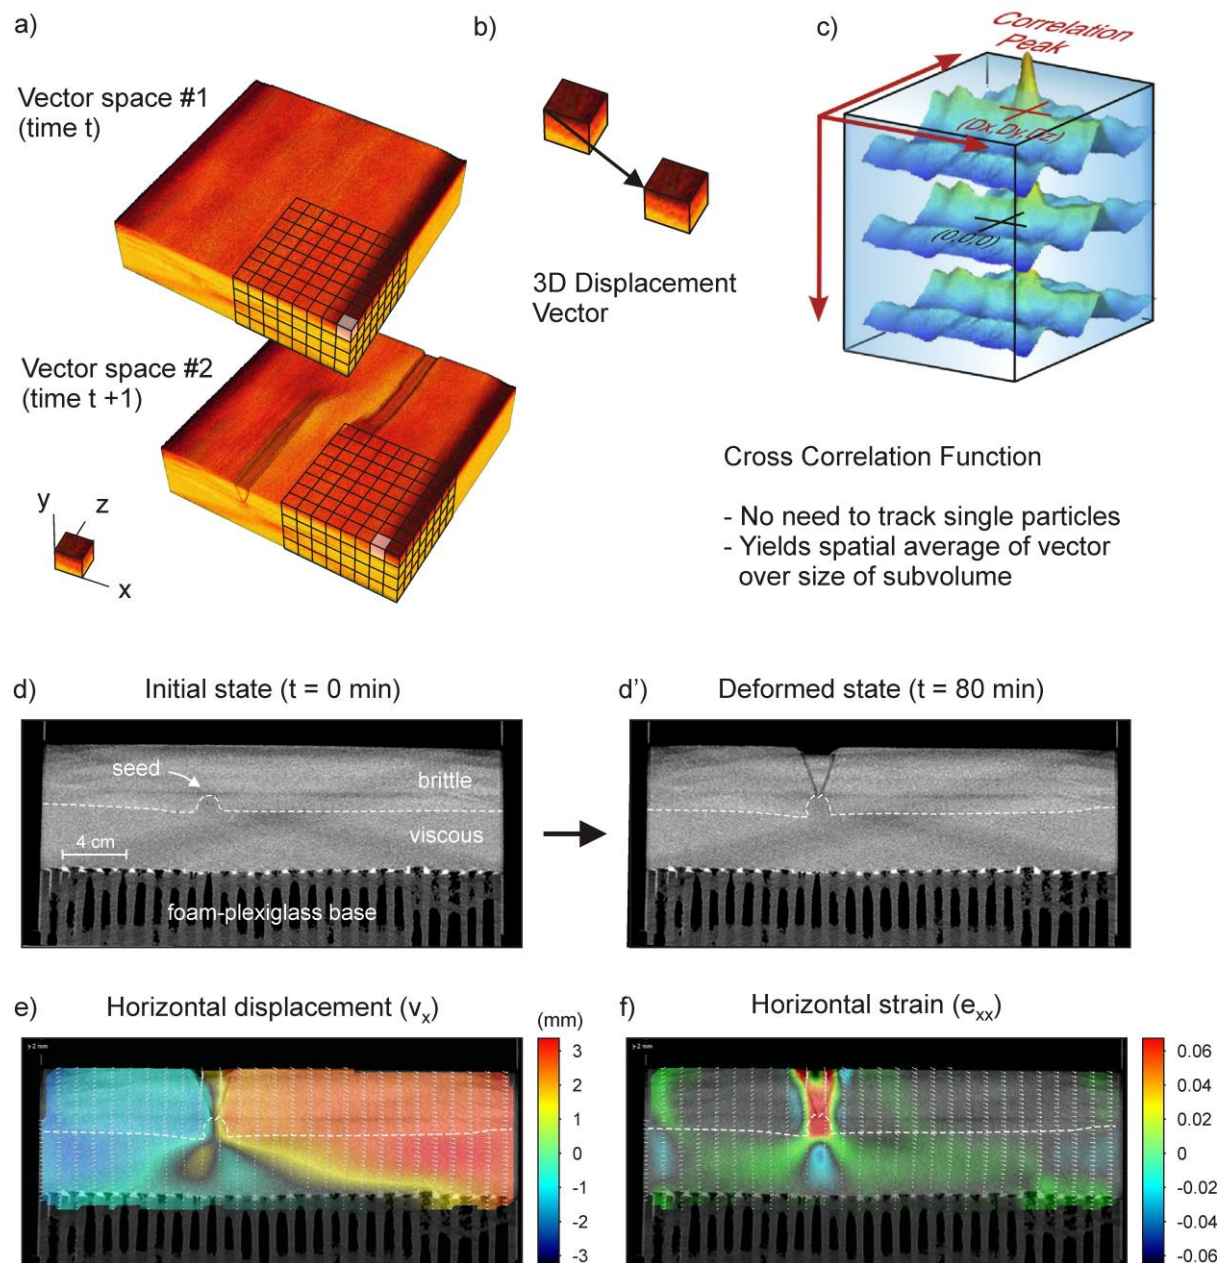 a)
Vector space #1
(time t)
Vector space #2
(time t +1)
y
z
x
b)
3D Displacement
Vector
c)
Correlation
Peak
(Dx,Dy,Dz)
(0,0,0)
Cross Correlation Function
- No need to track single particles
- Yields spatial average of vector
over size of subvolume
d)
Initial state (t = 0 min)
seed
brittle
viscous
4 cm
foam-plexiglass base
d')
Deformed state (t = 80 min)
e)
Horizontal displacement (vₓ)
(mm)
3
2
1
0
-1
-2
-3
f)
Horizontal strain (eₓₓ)
0.06
0.04
0.02
0
-0.02
-0.04
-0.06